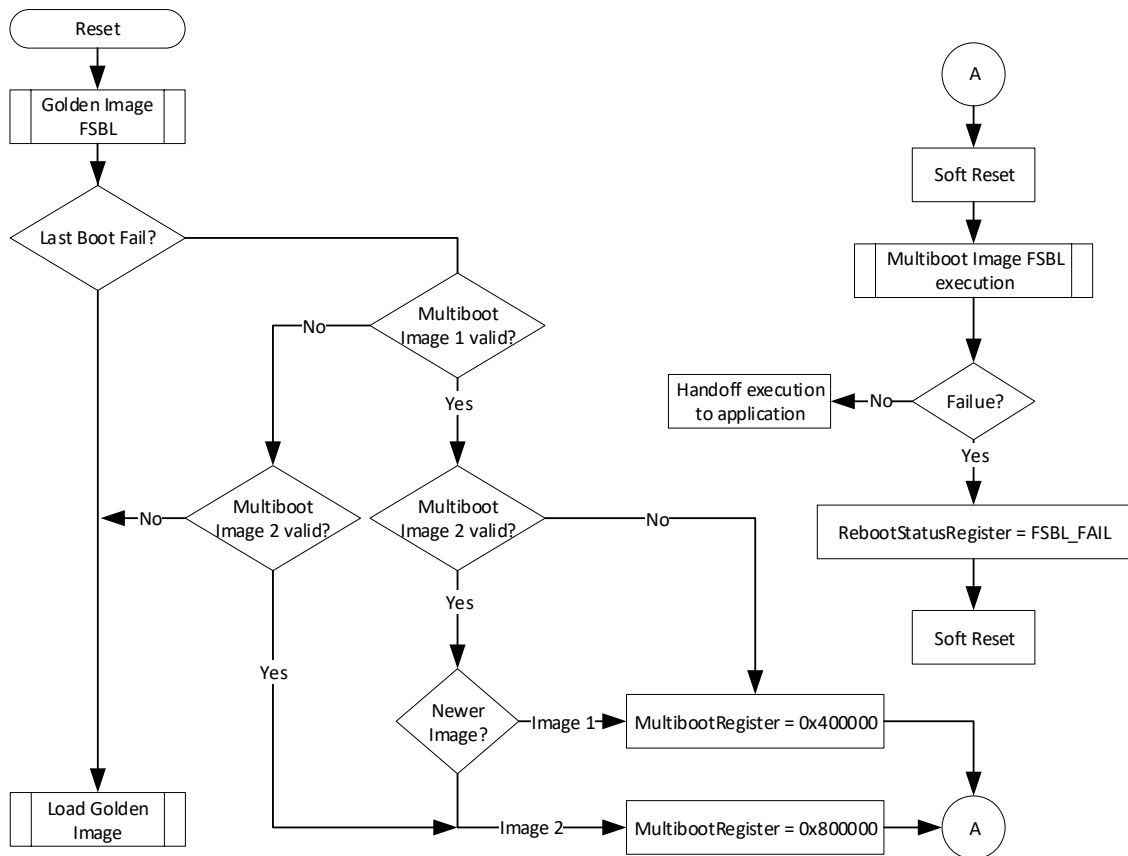 Reset
Golden Image
FSBL
Last Boot Fail?
Multiboot
Image 1 valid?
No
Yes
Multiboot
Image 2 valid?
No
Yes
Multiboot
Image 2 valid?
No
Yes
Newer
Image?
Image 1
MultibootRegister = 0x400000
Image 2
MultibootRegister = 0x800000
A
Load Golden
Image
A
Soft Reset
Multiboot Image FSBL
execution
Failue?
No
Handoff execution
to application
Yes
RebootStatusRegister = FSBL_FAIL
Soft Reset